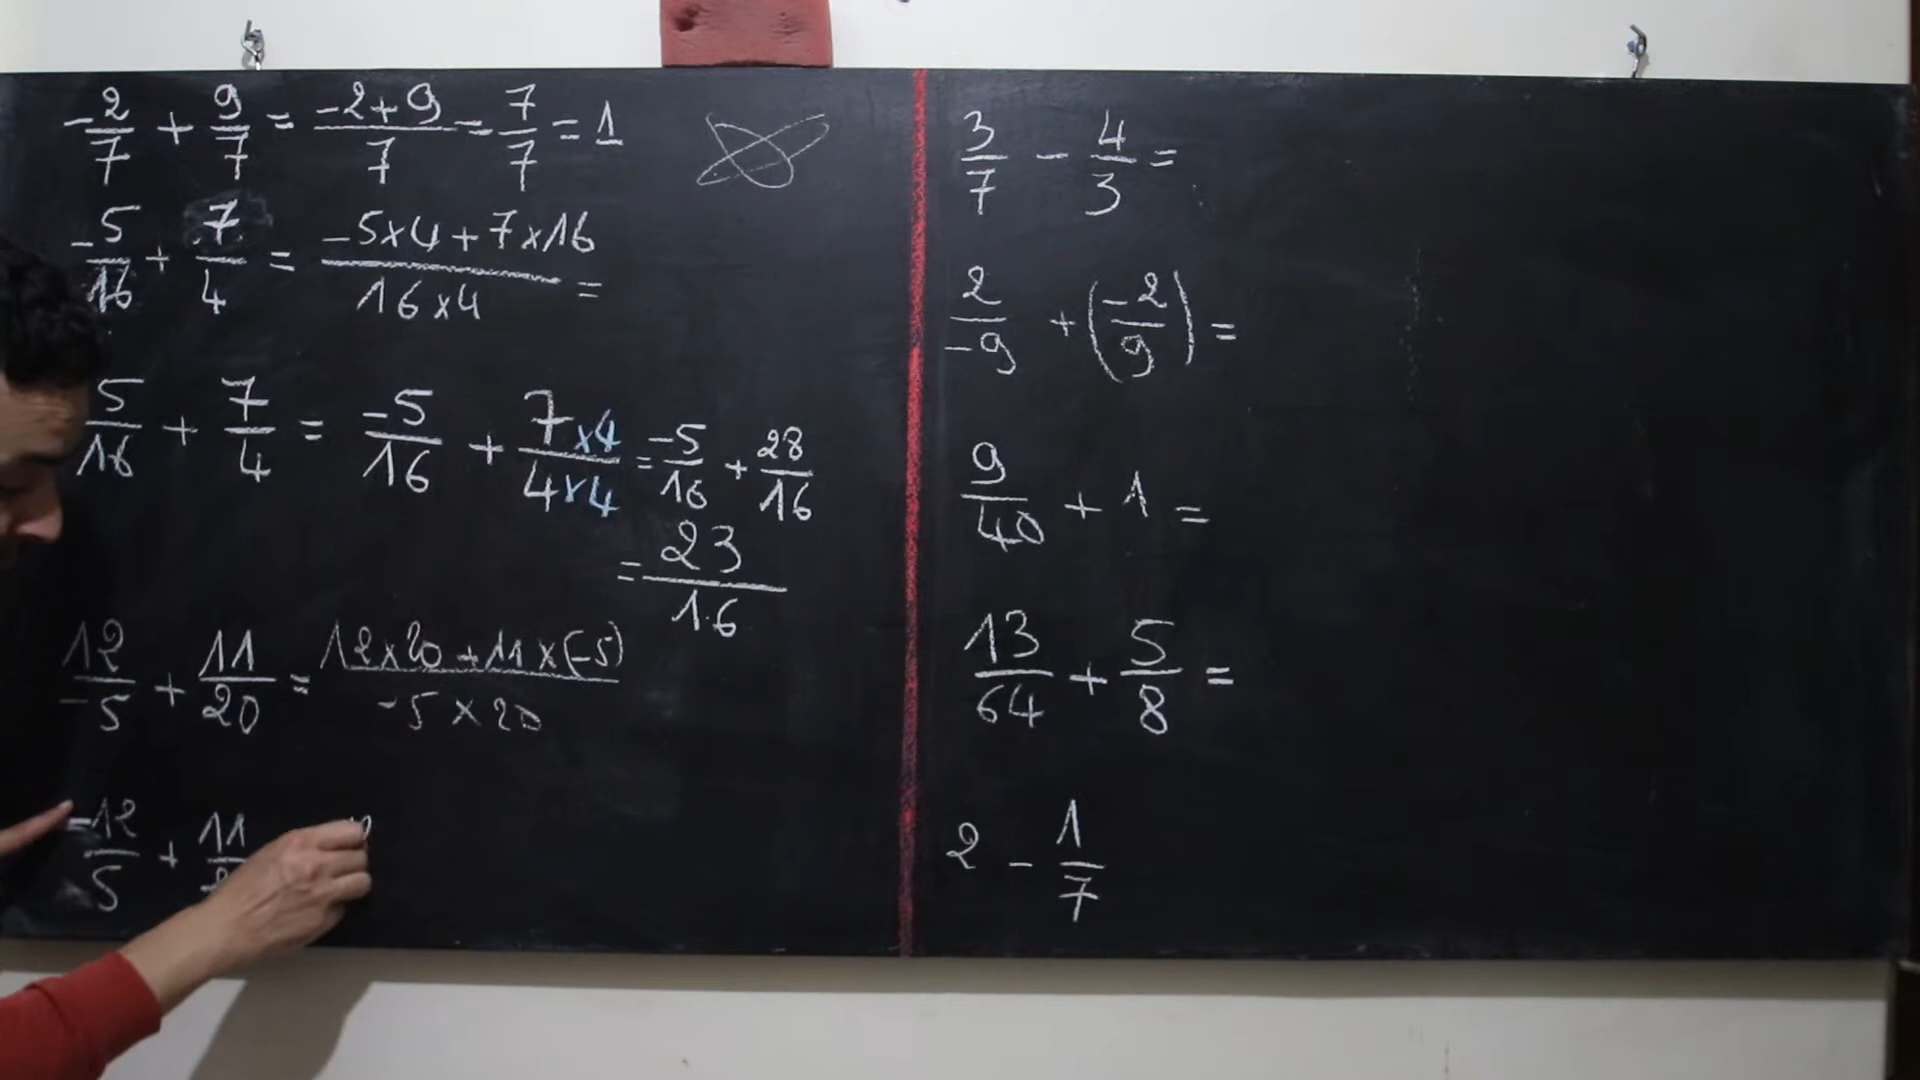 -2/7 + 9/7 = (-2+9)/7 = 7/7 = 1
-5/16 + 7/4 = (-5×4+7×16)/(16×4) =
5/16 + 7/4 = -5/16 + (7×4)/(4×4) = -5/16 + 28/16
= 23/16
12/-5 + 11/20 = (12×20+11×(-5))/(-5×20)
-12/5 + 11/
3/7 - 4/3 =
2/-9 + (-2/9) =
9/40 + 1 =
13/64 + 5/8 =
2 - 1/7